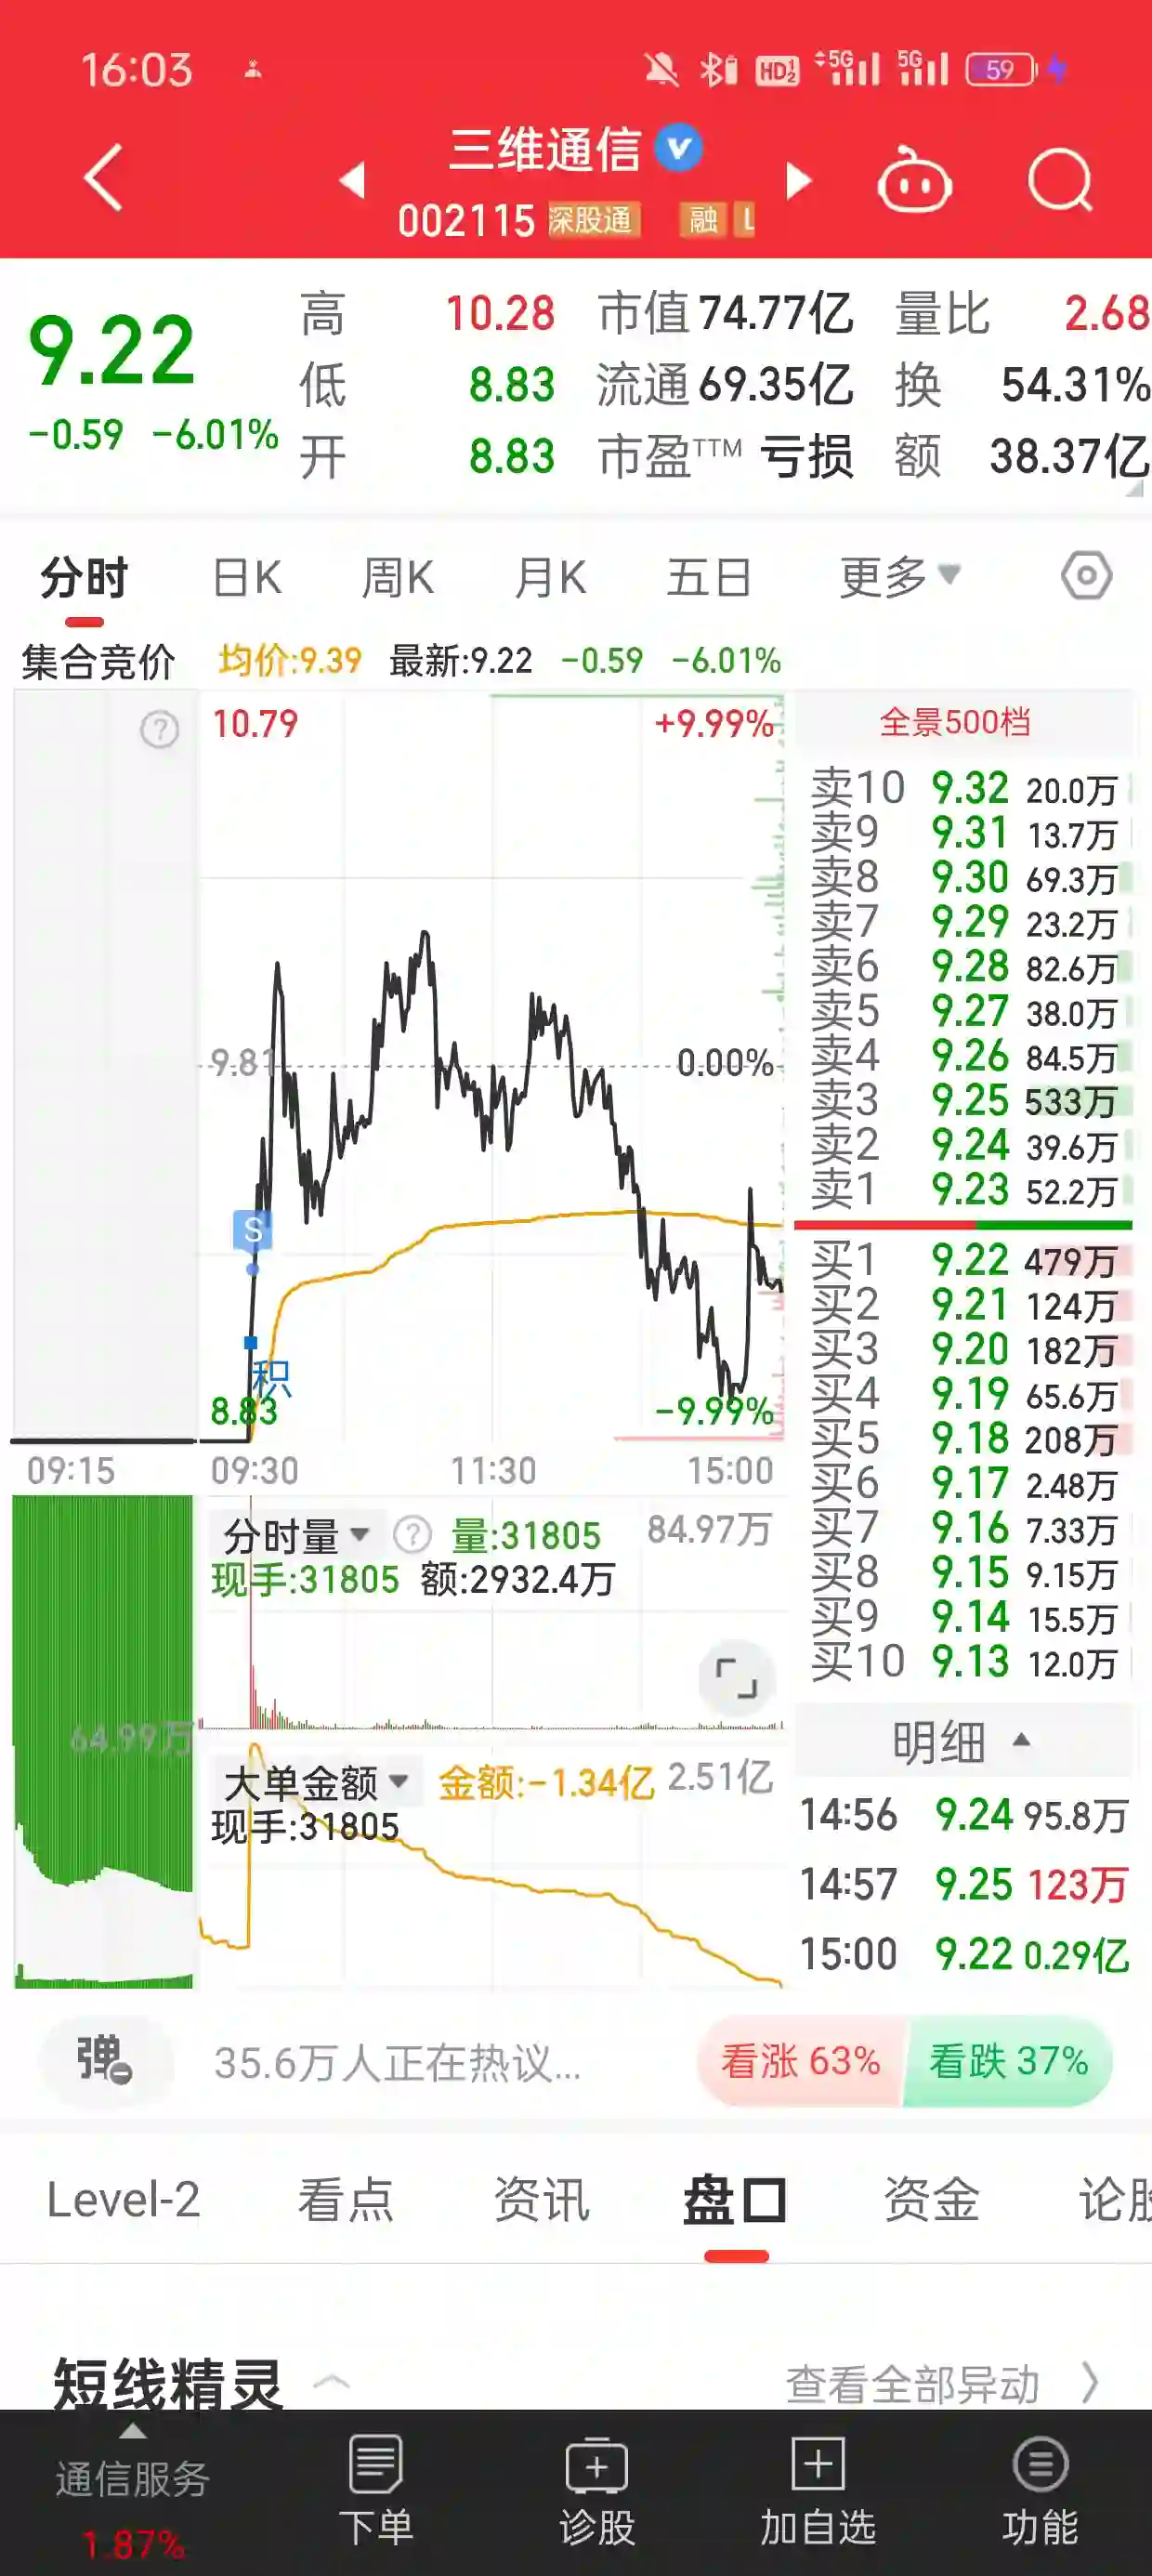 16:03 HD 1 2 5G 5G 59
三维通信
002115 深股通 融 L
9.22
-0.59 -6.01%
高 10.28 市值 74.77亿 量比 2.68
低 8.83 流通 69.35亿 换 54.31%
开 8.83 市盈TTM 亏损 额 38.37亿
分时 日K 周K 月K 五日 更多
集合竞价 均价:9.39 最新:9.22 -0.59 -6.01%
? 10.79 +9.99%
9.81 0.00%
S
积
8.83 -9.99%
09:15 09:30 11:30 15:00
全景500档
卖10 9.32 20.0万
卖9 9.31 13.7万
卖8 9.30 69.3万
卖7 9.29 23.2万
卖6 9.28 82.6万
卖5 9.27 38.0万
卖4 9.26 84.5万
卖3 9.25 533万
卖2 9.24 39.6万
卖1 9.23 52.2万
买1 9.22 479万
买2 9.21 124万
买3 9.20 182万
买4 9.19 65.6万
买5 9.18 208万
买6 9.17 2.48万
买7 9.16 7.33万
买8 9.15 9.15万
买9 9.14 15.5万
买10 9.13 12.0万
分时量 ? 量:31805 84.97万
现手:31805 额:2932.4万
64.99万
大单金额 金额:-1.34亿 2.51亿
现手:31805
明细
14:56 9.24 95.8万
14:57 9.25 123万
15:00 9.22 0.29亿
弹 35.6万人正在热议... 看涨 63% 看跌 37%
Level-2 看点 资讯 盘口 资金 论股
短线精灵 查看全部异动
通信服务
1.87%
下单 诊股 加自选 功能